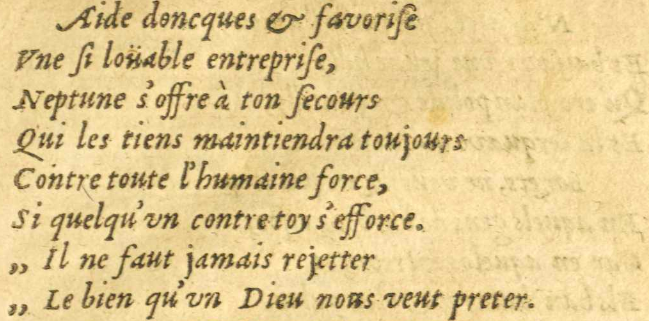 Aide doncques & favoriſe
Vne ſi loüable entrepriſe,
Neptune s'offre à ton ſecours
Qui les tiens maintiendra toujours
Contre toute l'humaine force,
Si quelqu'vn contre toy s'efforce.
„ Il ne faut jamais rejetter
„ Le bien qu'vn Dieu nous veut preter.